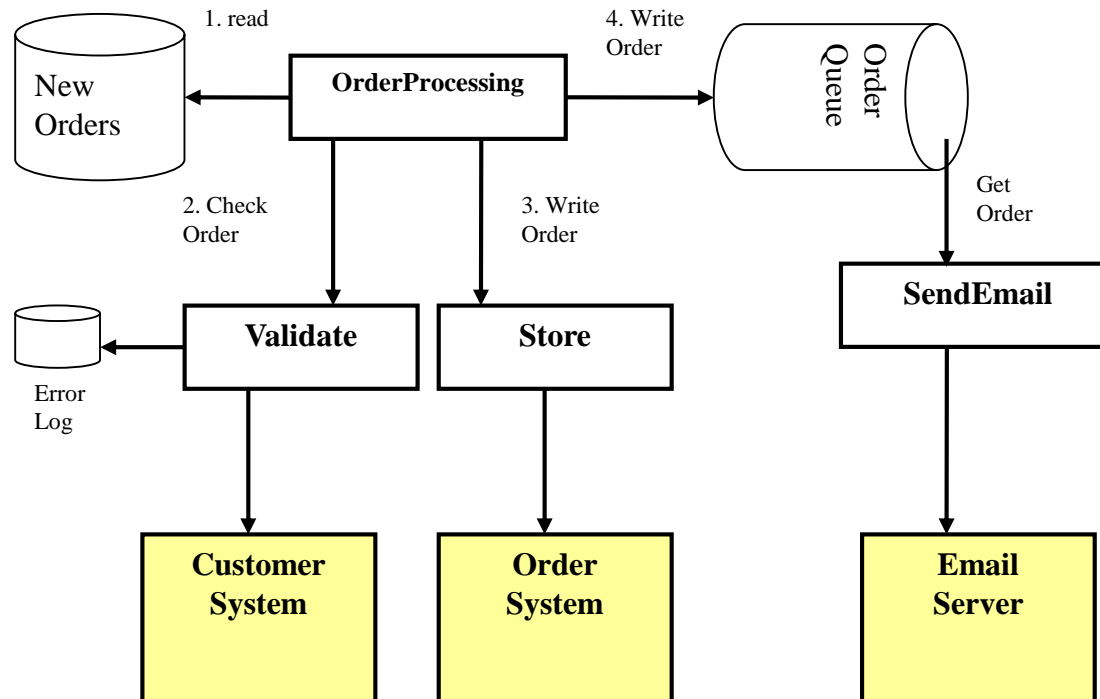 1. read
4. Write
Order
New
Orders
OrderProcessing
Order
Queue
2. Check
Order
3. Write
Order
Get
Order
SendEmail
Validate
Store
Error
Log
Customer
System
Order
System
Email
Server